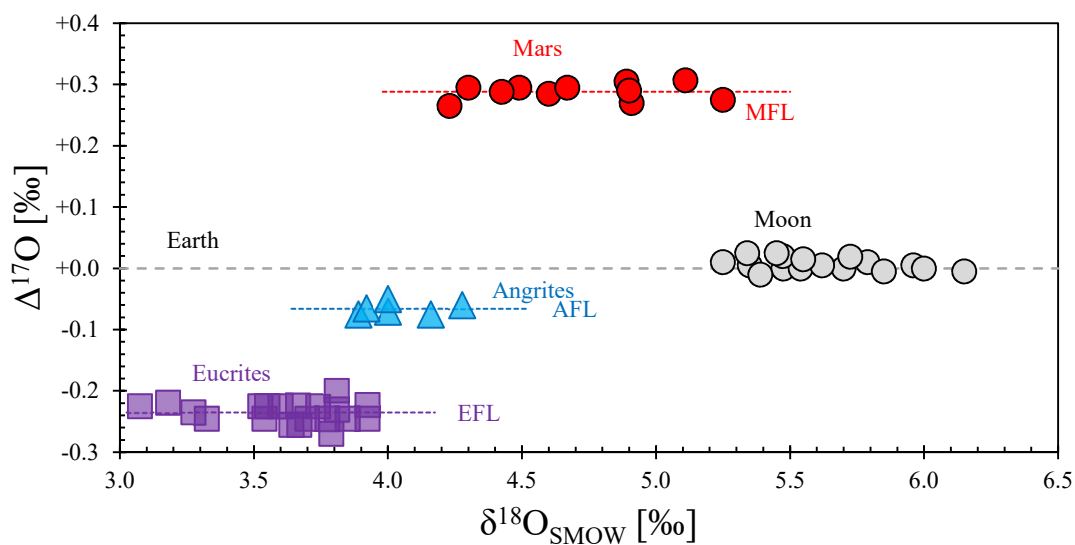 +0.4
+0.3
+0.2
+0.1
+0.0
-0.1
-0.2
-0.3
Δ¹⁷O [‰]
Mars
MFL
Moon
Earth
Angrites
AFL
Eucrites
EFL
3.0 3.5 4.0 4.5 5.0 5.5 6.0 6.5
δ¹⁸O_SMOW [‰]